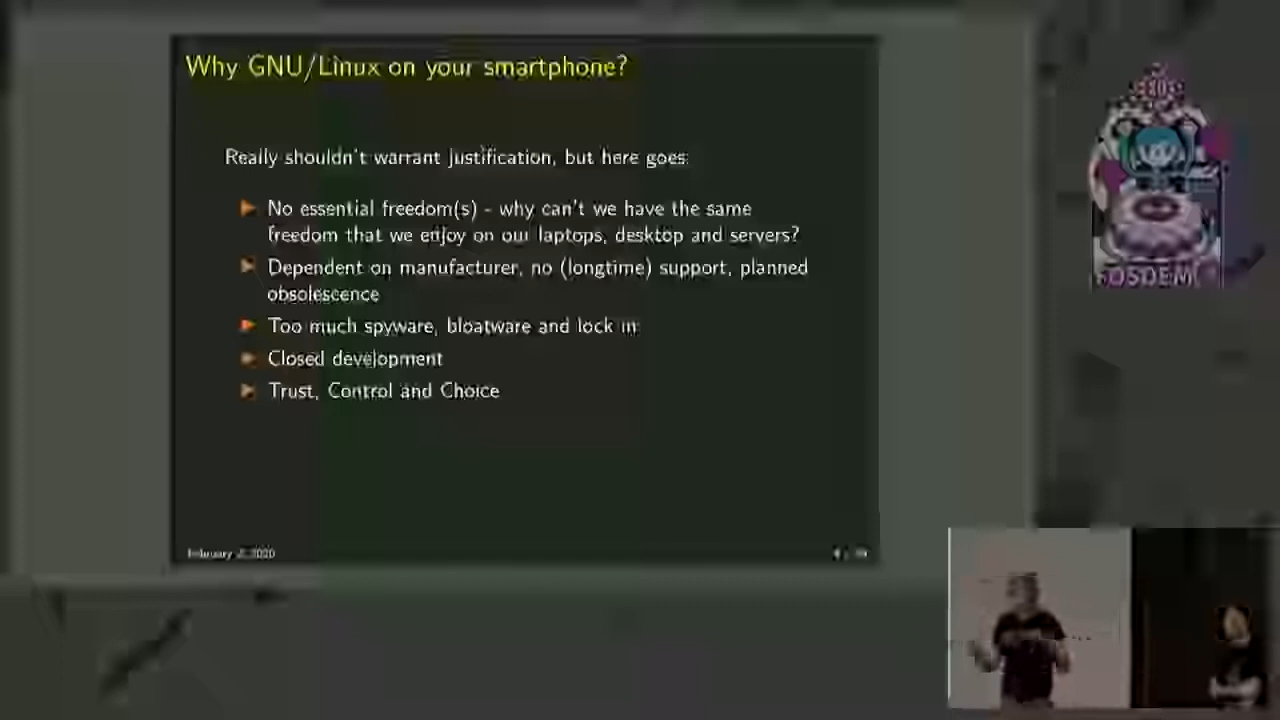 Why GNU/Linux on your smartphone?
Really shouldn't warrant justification, but here goes:
No essential freedom(s) - why can't we have the same
freedom that we enjoy on our laptops, desktop and servers?
Dependent on manufacturer, no (longtime) support, planned
obsolescence
Too much spyware, bloatware and lock in
Closed development
Trust, Control and Choice
February 2, 2020
FOSDEM